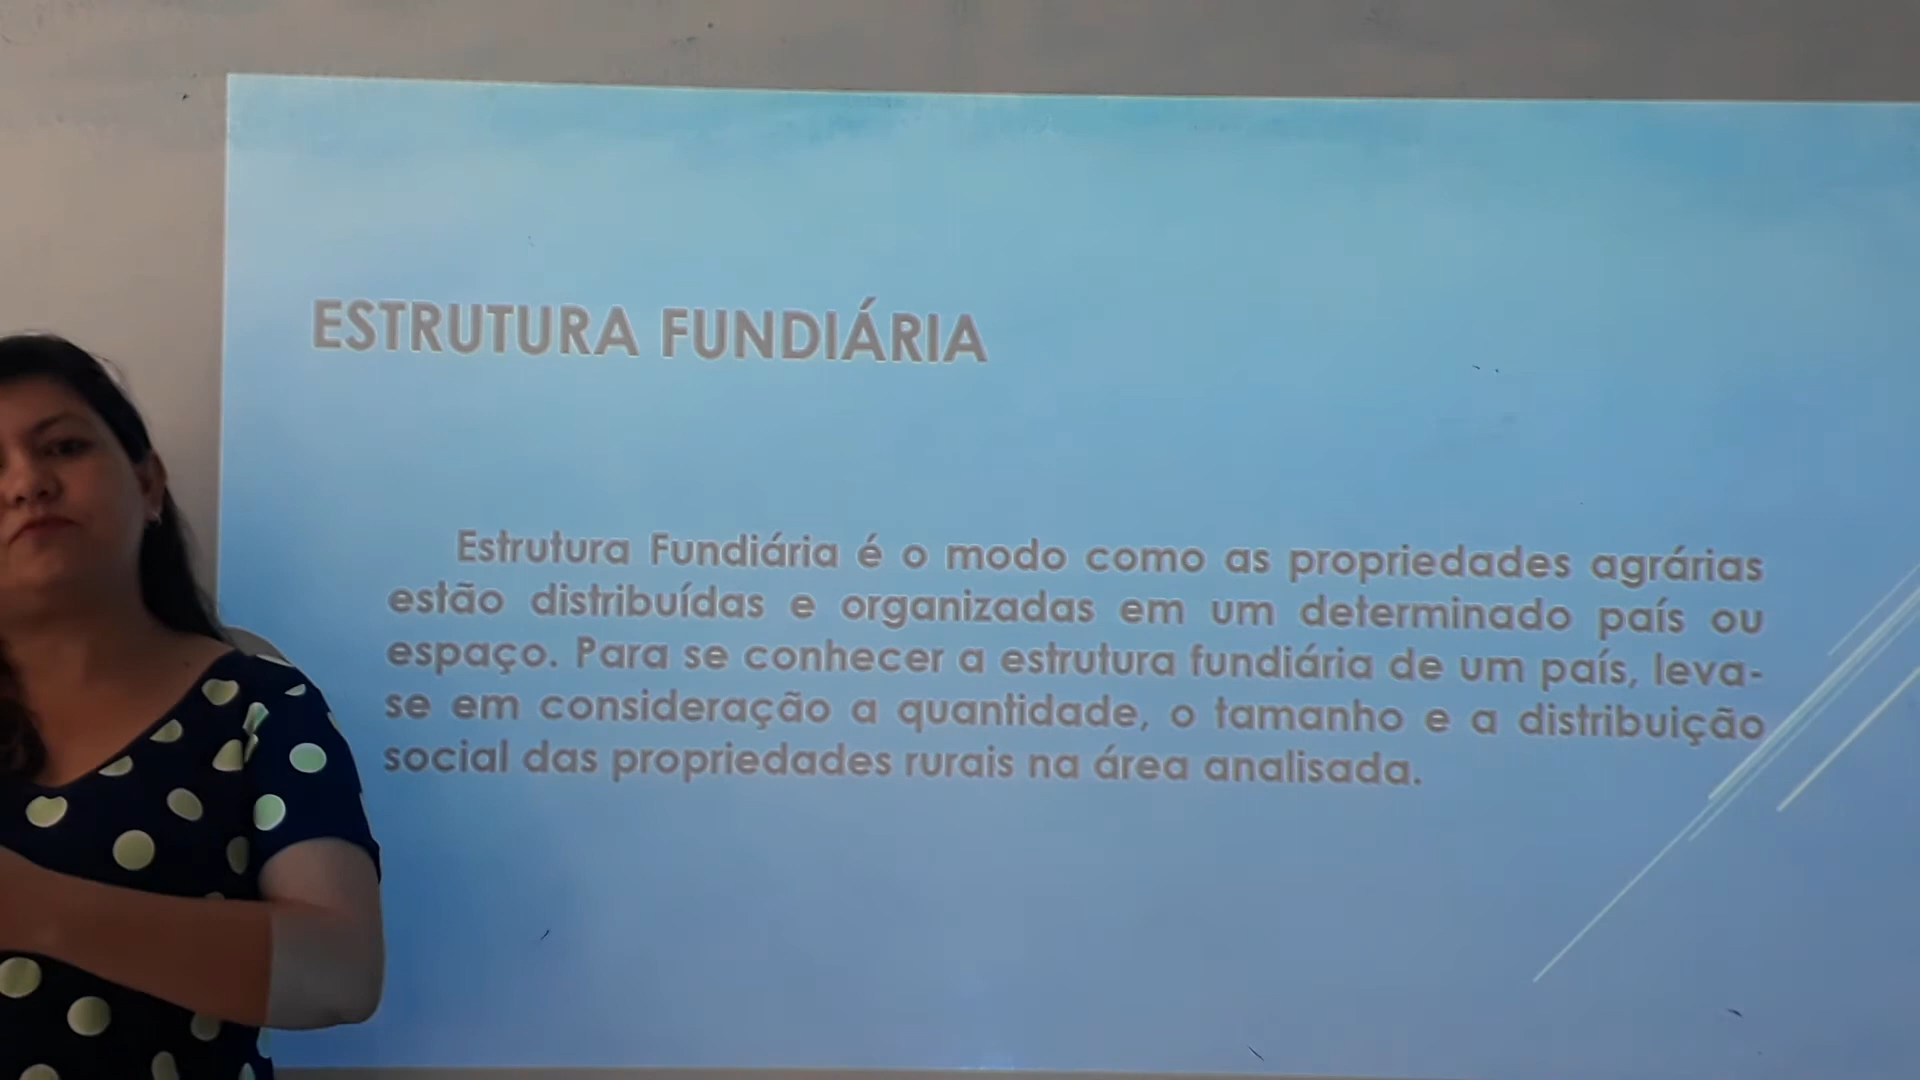 ESTRUTURA FUNDIÁRIA
Estrutura Fundiária é o modo como as propriedades agrárias
estão distribuídas e organizadas em um determinado país ou
espaço. Para se conhecer a estrutura fundiária de um país, leva-
se em consideração a quantidade, o tamanho e a distribuição
social das propriedades rurais na área analisada.